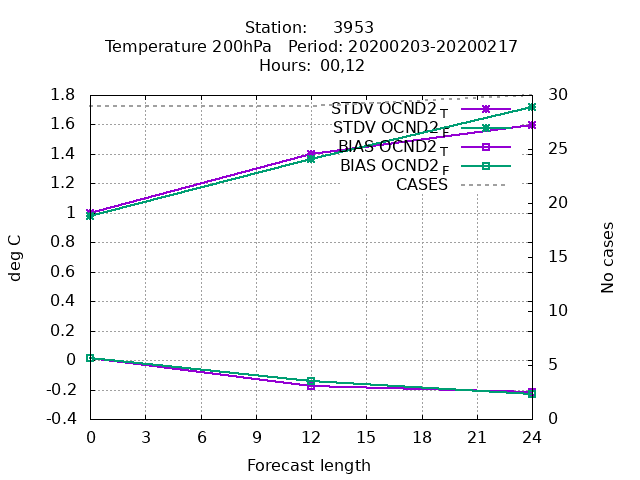 Station: 3953
Temperature 200hPa Period: 20200203-20200217
Hours: 00,12
1.8
1.6
1.4
1.2
1
0.8
0.6
0.4
0.2
0
-0.2
-0.4
deg C
STDV OCND2 T
STDV OCND2 F
BIAS OCND2 T
BIAS OCND2 F
CASES
30
25
20
15
10
5
0
No cases
0 3 6 9 12 15 18 21 24
Forecast length